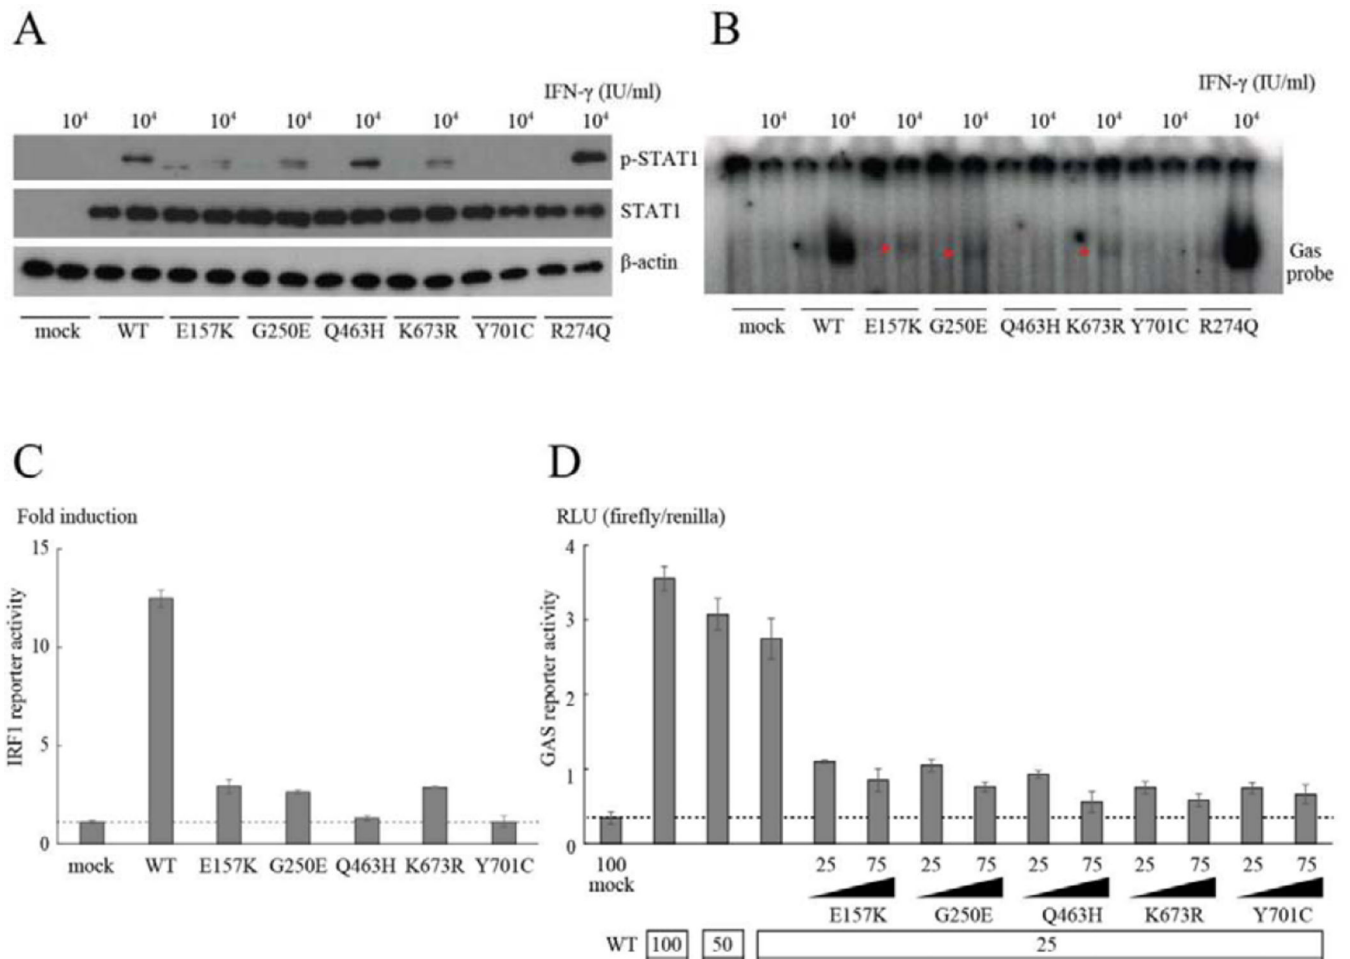 A
IFN-γ (IU/ml)
10⁴ 10⁴ 10⁴ 10⁴ 10⁴ 10⁴ 10⁴ 10⁴
p-STAT1
STAT1
β-actin
mock WT E157K G250E Q463H K673R Y701C R274Q
B
IFN-γ (IU/ml)
10⁴ 10⁴ 10⁴ 10⁴ 10⁴ 10⁴ 10⁴ 10⁴
Gas
probe
mock WT E157K G250E Q463H K673R Y701C R274Q
C
Fold induction
IRF1 reporter activity
15
10
5
0
mock WT E157K G250E Q463H K673R Y701C
D
RLU (firefly/renilla)
GAS reporter activity
4
3
2
1
0
100 25 75 25 75 25 75 25 75 25 75
mock
E157K G250E Q463H K673R Y701C
WT 100 50 25